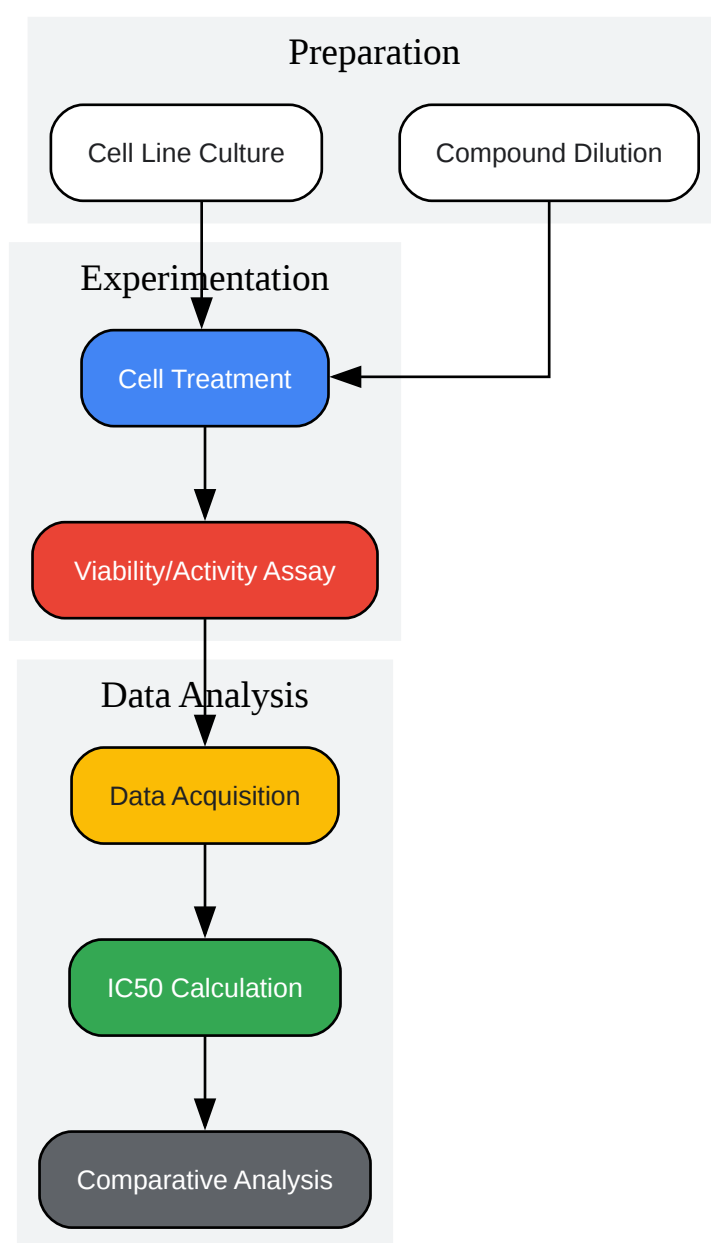 Preparation
Cell Line Culture
Compound Dilution
Experimentation
Cell Treatment
Viability/Activity Assay
Data Analysis
Data Acquisition
IC50 Calculation
Comparative Analysis